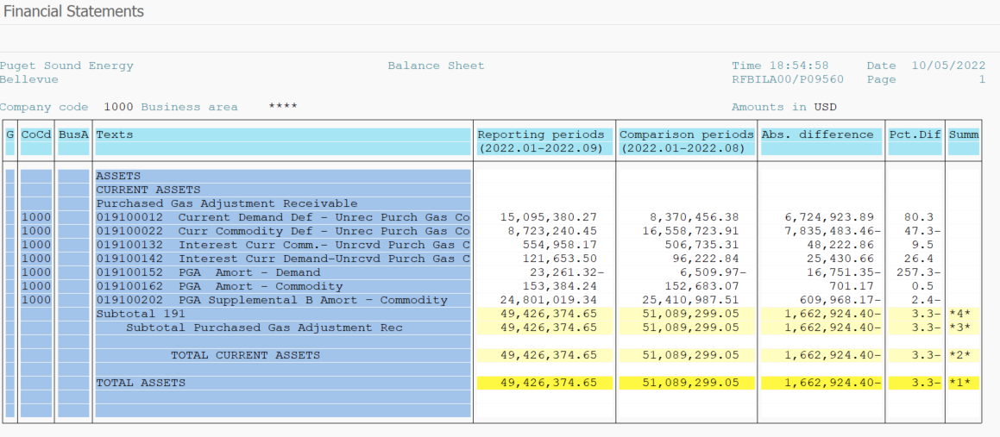 Financial Statements
Puget Sound Energy Balance Sheet Time 18:54:58 Date 10/05/2022
Bellevue RFBILA00/P09560 Page 1
Company code 1000 Business area **** Amounts in USD
G CoCd BusA Texts Reporting periods Comparison periods Abs. difference Pct.Dif Summ
(2022.01-2022.09) (2022.01-2022.08)
ASSETS
CURRENT ASSETS
Purchased Gas Adjustment Receivable
1000 019100012 Current Demand Def - Unrec Purch Gas Co 15,095,380.27 8,370,456.38 6,724,923.89 80.3
1000 019100022 Curr Commodity Def - Unrec Purch Gas Co 8,723,240.45 16,558,723.91 7,835,483.46- 47.3-
1000 019100132 Interest Curr Comm.- Unrcvd Purch Gas C 554,958.17 506,735.31 48,222.86 9.5
1000 019100142 Interest Curr Demand-Unrcvd Purch Gas C 121,653.50 96,222.84 25,430.66 26.4
1000 019100152 PGA Amort - Demand 23,261.32- 6,509.97- 16,751.35- 257.3-
1000 019100162 PGA Amort - Commodity 153,384.24 152,683.07 701.17 0.5
1000 019100202 PGA Supplemental B Amort - Commodity 24,801,019.34 25,410,987.51 609,968.17- 2.4-
Subtotal 191 49,426,374.65 51,089,299.05 1,662,924.40- 3.3- *4*
Subtotal Purchased Gas Adjustment Rec 49,426,374.65 51,089,299.05 1,662,924.40- 3.3- *3*
TOTAL CURRENT ASSETS 49,426,374.65 51,089,299.05 1,662,924.40- 3.3- *2*
TOTAL ASSETS 49,426,374.65 51,089,299.05 1,662,924.40- 3.3- *1*